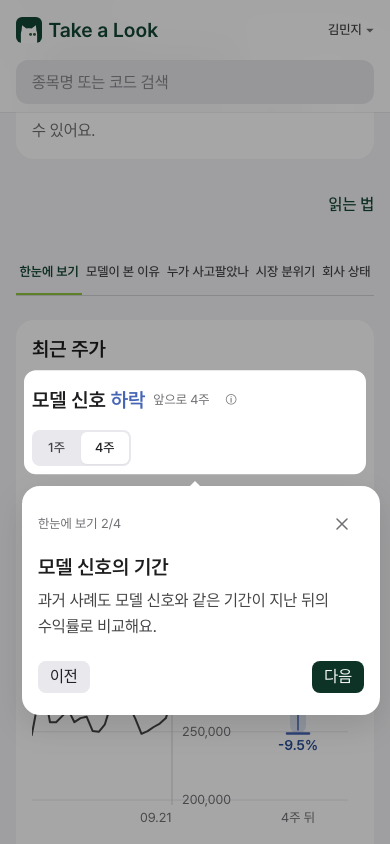 Take a Look
김민지
종목명 또는 코드 검색
수 있어요.
읽는 법
한눈에 보기 모델이 본 이유 누가 사고팔았나 시장 분위기 회사 상태
최근 주가
모델 신호 하락 앞으로 4주
1주 4주
한눈에 보기 2/4
모델 신호의 기간
과거 사례도 모델 신호와 같은 기간이 지난 뒤의
수익률로 비교해요.
이전 다음
250,000
-9.5%
200,000
09.21 4주 뒤